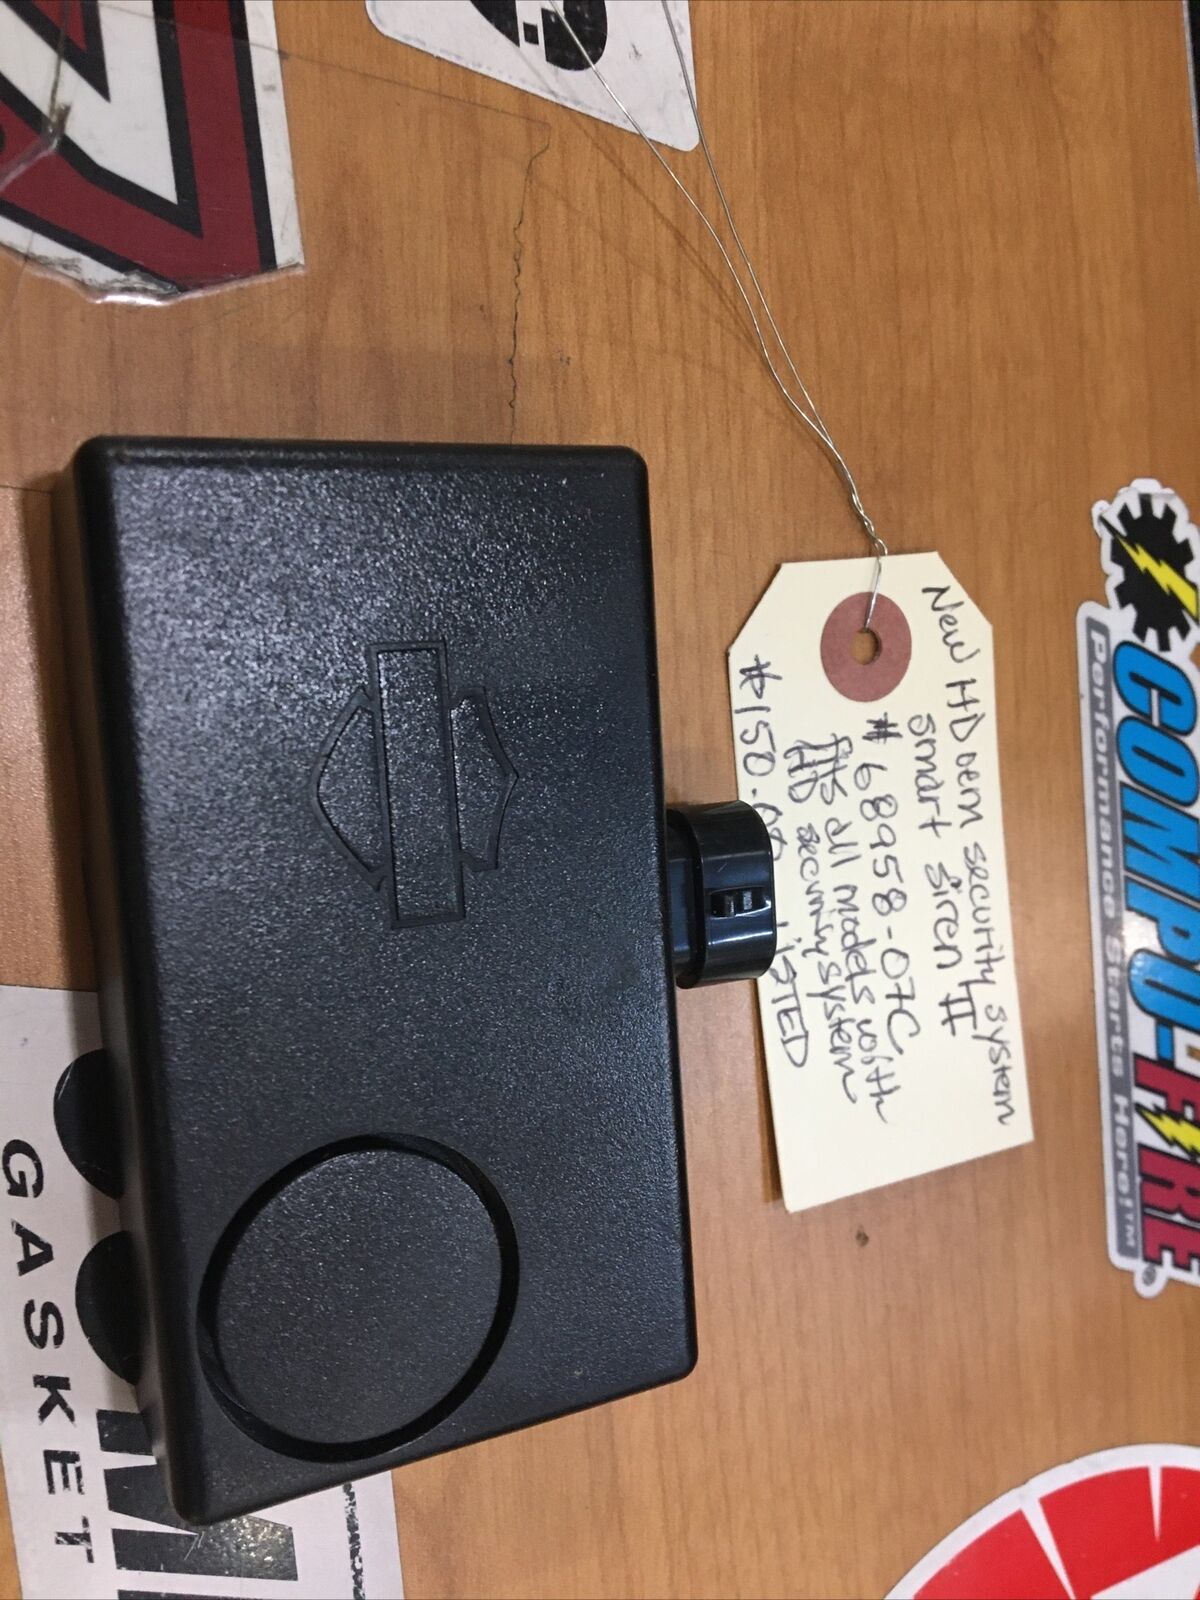 New HD oem security system
smart siren II
# 68958-07C
fits all models with
HD security system
$150.00 LISTED
COMPU-FIRE®
Performance Starts Here!™
GASKET